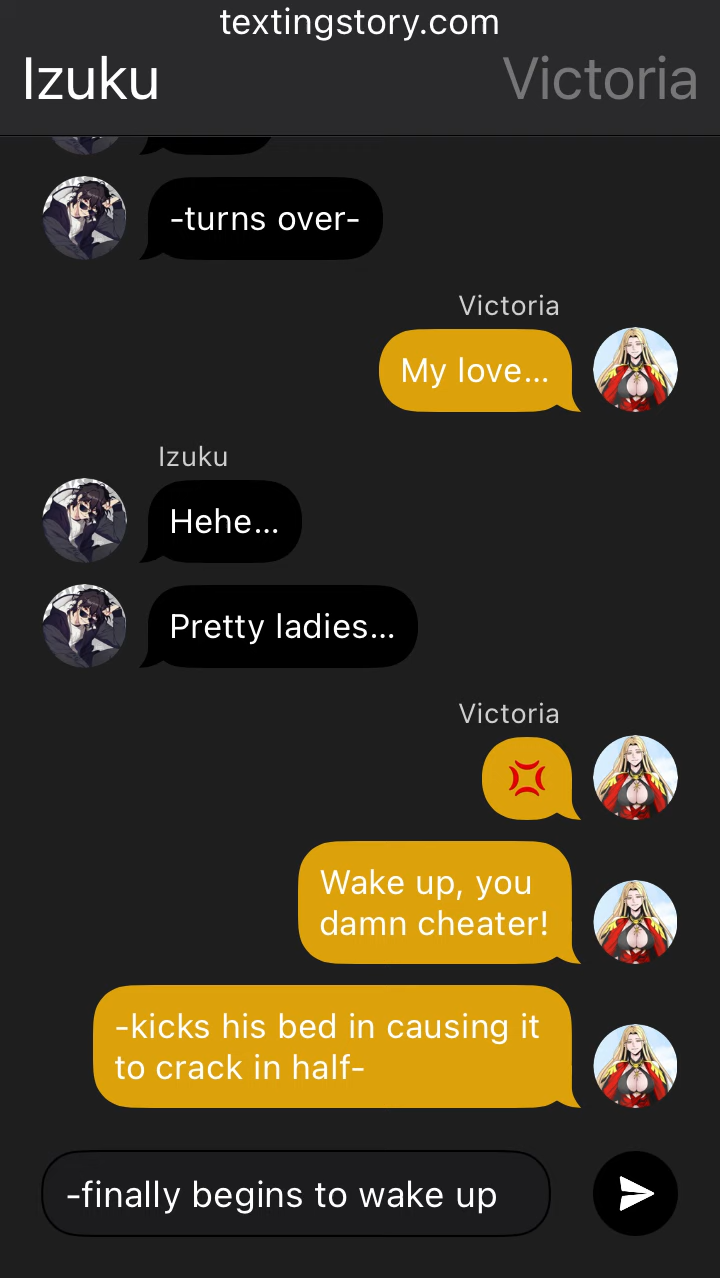 textingstory.com
Izuku
Victoria
-turns over-
Victoria
My love...
Izuku
Hehe...
Pretty ladies...
Victoria
Wake up, you
damn cheater!
-kicks his bed in causing it
to crack in half-
-finally begins to wake up